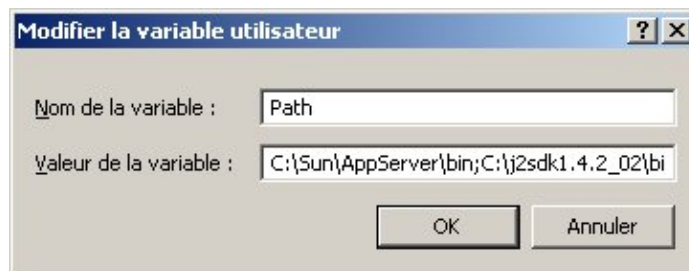 Modifier la variable utilisateur
Nom de la variable : Path
Valeur de la variable : C:\Sun\AppServer\bin;C:\j2sdk1.4.2_02\bi
OK Annuler